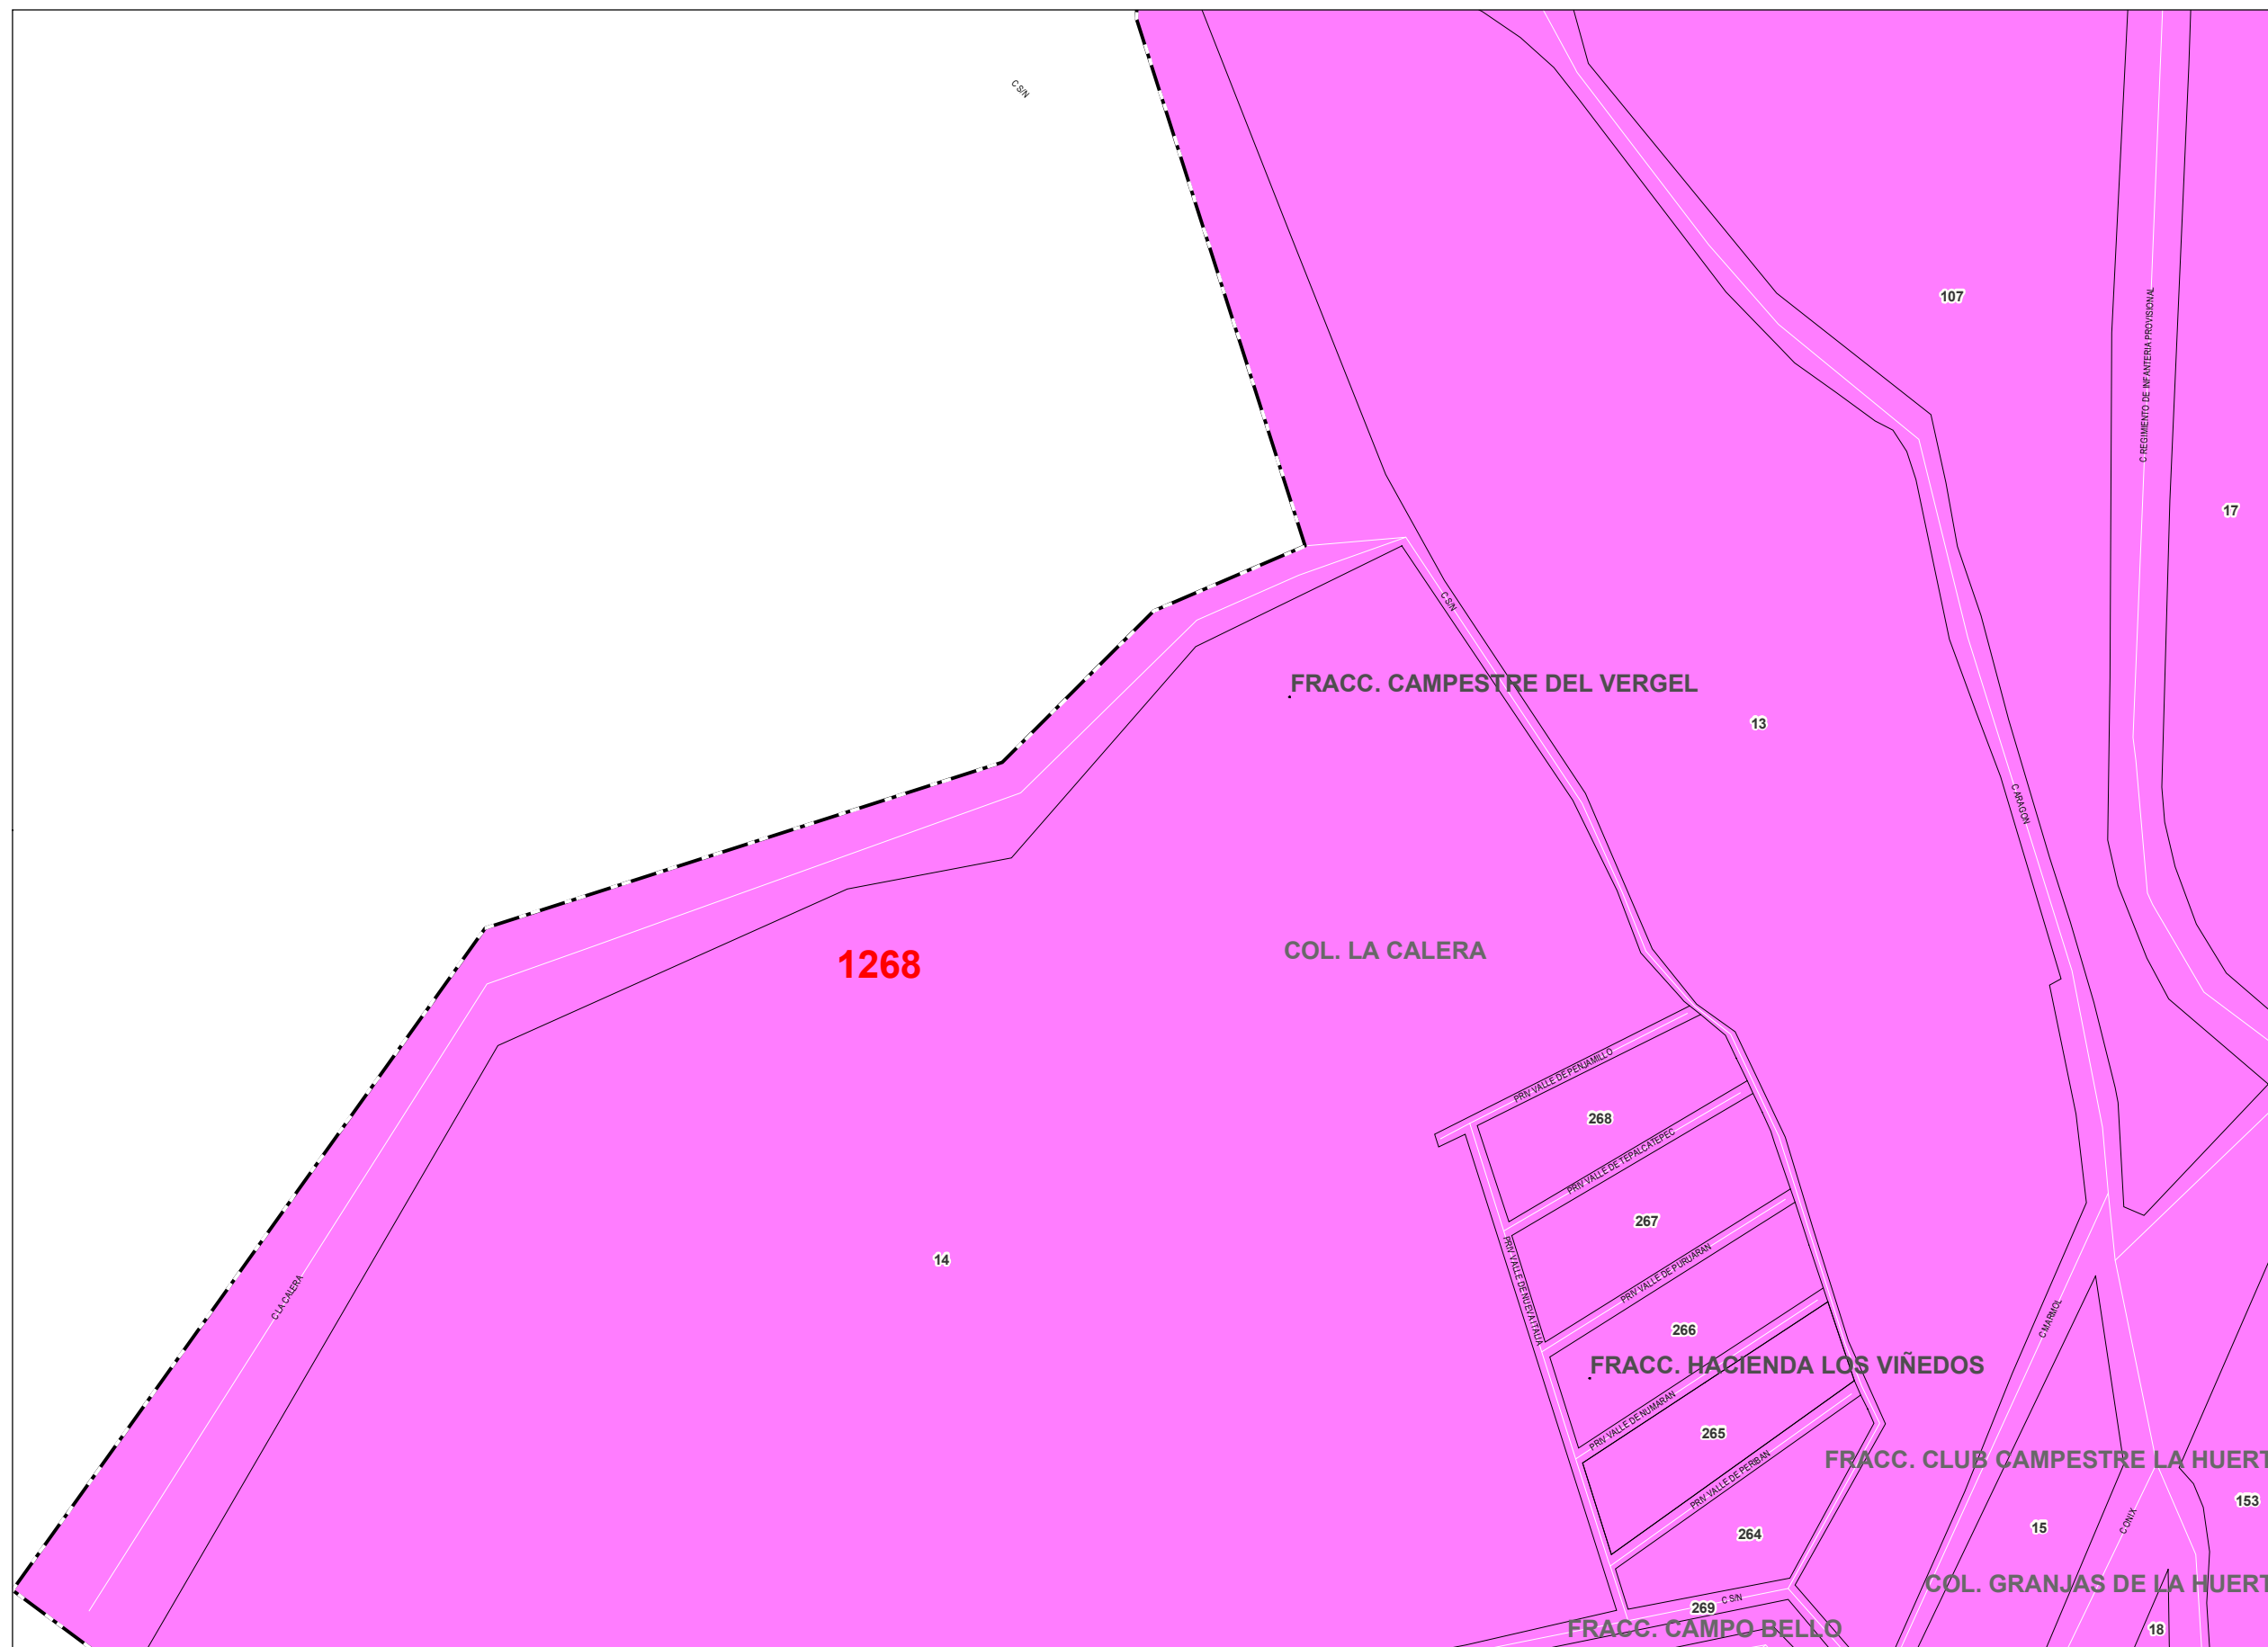 C S/N
107
C REGIMIENTO DE INFANTERIA PROVISIONAL
17
C S/N
FRACC. CAMPESTRE DEL VERGEL
13
C ARAGON
COL. LA CALERA
1268
PRIV VALLE DE PENJAMILLO
268
PRIV VALLE DE TEPALCATEPEC
267
PRIV VALLE DE NUEVA ITALIA
PRIV VALLE DE PURUARAN
14
C LA CALERA
C MARMOL
266
FRACC. HACIENDA LOS VIÑEDOS
PRIV VALLE DE NUMARAN
265
FRACC. CLUB CAMPESTRE LA HUERT
PRIV VALLE DE PERIBAN
153
C ONIX
15
264
COL. GRANJAS DE LA HUERT
C S/N
269
FRACC. CAMPO BELLO
18